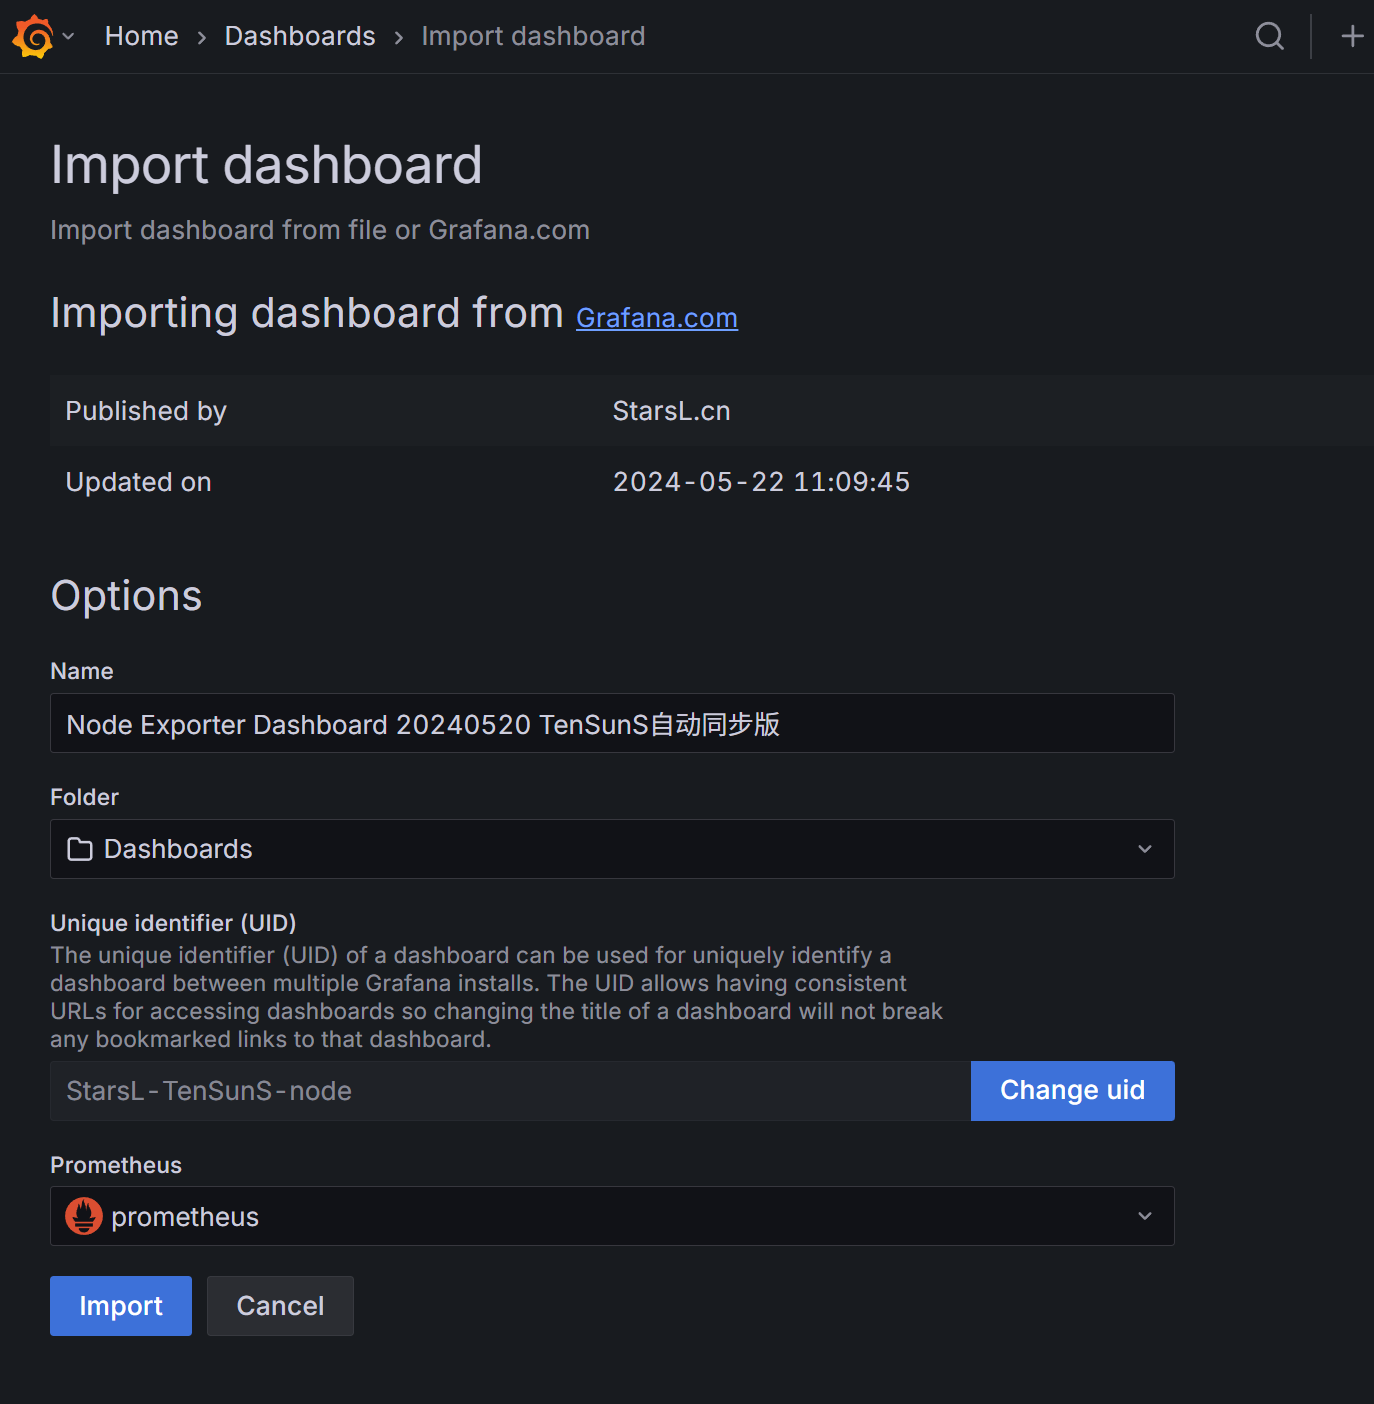 Home › Dashboards › Import dashboard
Import dashboard
Import dashboard from file or Grafana.com
Importing dashboard from Grafana.com
Published by StarsL.cn
Updated on 2024-05-22 11:09:45
Options
Name
Node Exporter Dashboard 20240520 TenSunS自动同步版
Folder
Dashboards
Unique identifier (UID)
The unique identifier (UID) of a dashboard can be used for uniquely identify a
dashboard between multiple Grafana installs. The UID allows having consistent
URLs for accessing dashboards so changing the title of a dashboard will not break
any bookmarked links to that dashboard.
StarsL-TenSunS-node Change uid
Prometheus
prometheus
Import Cancel